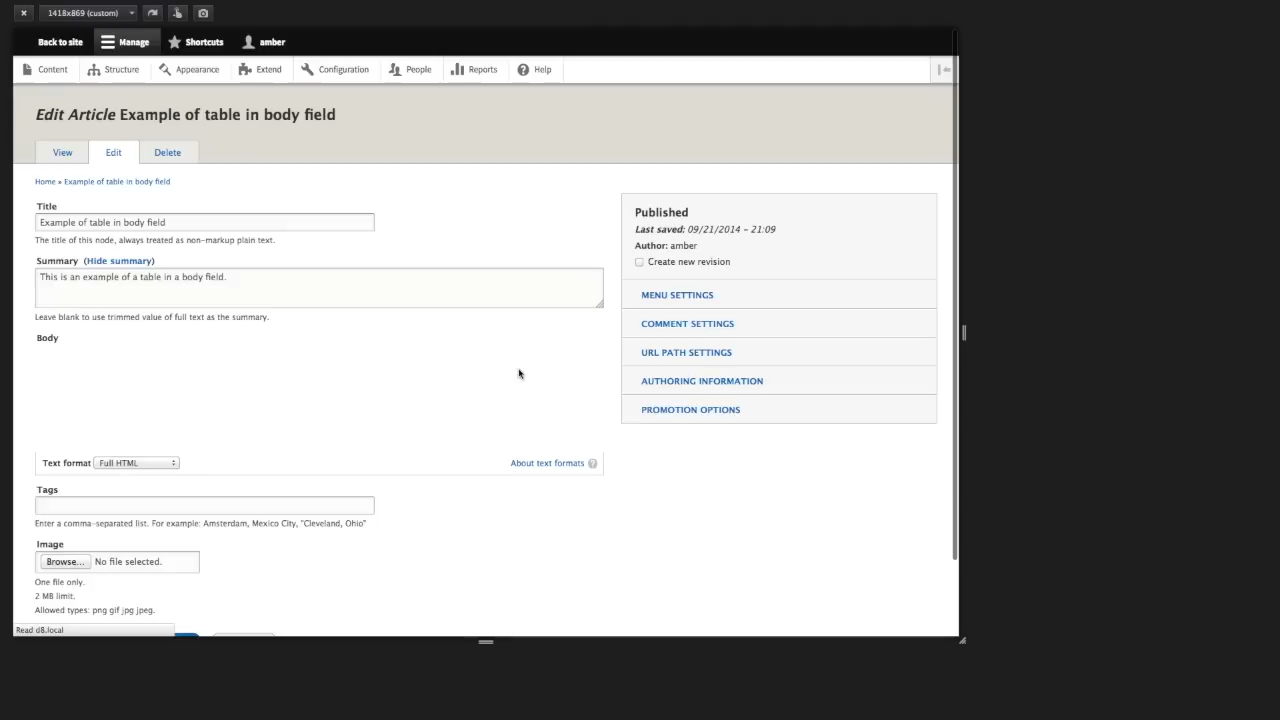 1418x869 (custom)
Back to site Manage Shortcuts amber
Content Structure Appearance Extend Configuration People Reports Help
Edit Article Example of table in body field
View Edit Delete
Home » Example of table in body field
Title
Example of table in body field
The title of this node, always treated as non-markup plain text.
Summary (Hide summary)
This is an example of a table in a body field.
Leave blank to use trimmed value of full text as the summary.
Body
Text format Full HTML About text formats ?
Tags
Enter a comma-separated list. For example: Amsterdam, Mexico City, "Cleveland, Ohio"
Image
Browse... No file selected.
One file only.
2 MB limit.
Allowed types: png gif jpg jpeg.
Read d8.local
Published
Last saved: 09/21/2014 - 21:09
Author: amber
Create new revision
MENU SETTINGS
COMMENT SETTINGS
URL PATH SETTINGS
AUTHORING INFORMATION
PROMOTION OPTIONS